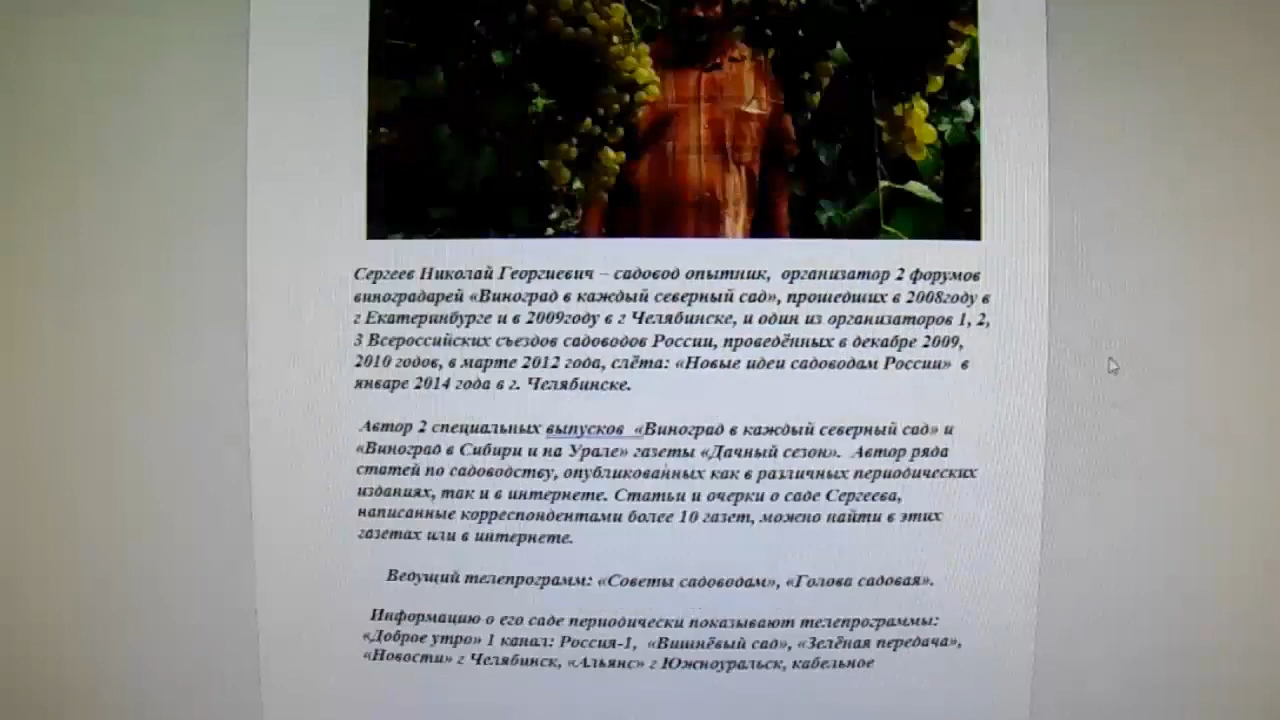 Сергеев Николай Георгиевич – садовод опытник, организатор 2 форумов
виноградарей «Виноград в каждый северный сад», прошедших в 2008году в
г Екатеринбурге и в 2009году в г Челябинске, и один из организаторов 1, 2,
3 Всероссийских съездов садоводов России, проведённых в декабре 2009,
2010 годов, в марте 2012 года, слёта: «Новые идеи садоводам России» в
январе 2014 года в г. Челябинске.
Автор 2 специальных выпусков «Виноград в каждый северный сад» и
«Виноград в Сибири и на Урале» газеты «Дачный сезон». Автор ряда
статей по садоводству, опубликованных как в различных периодических
изданиях, так и в интернете. Статьи и очерки о саде Сергеева,
написанные корреспондентами более 10 газет, можно найти в этих
газетах или в интернете.
Ведущий телепрограмм: «Советы садоводам», «Голова садовая».
Информацию о его саде периодически показывают телепрограммы:
«Доброе утро» 1 канал: Россия-1, «Вишнёвый сад», «Зелёная передача»,
«Новости» г Челябинск, «Альянс» г Южноуральск, кабельное